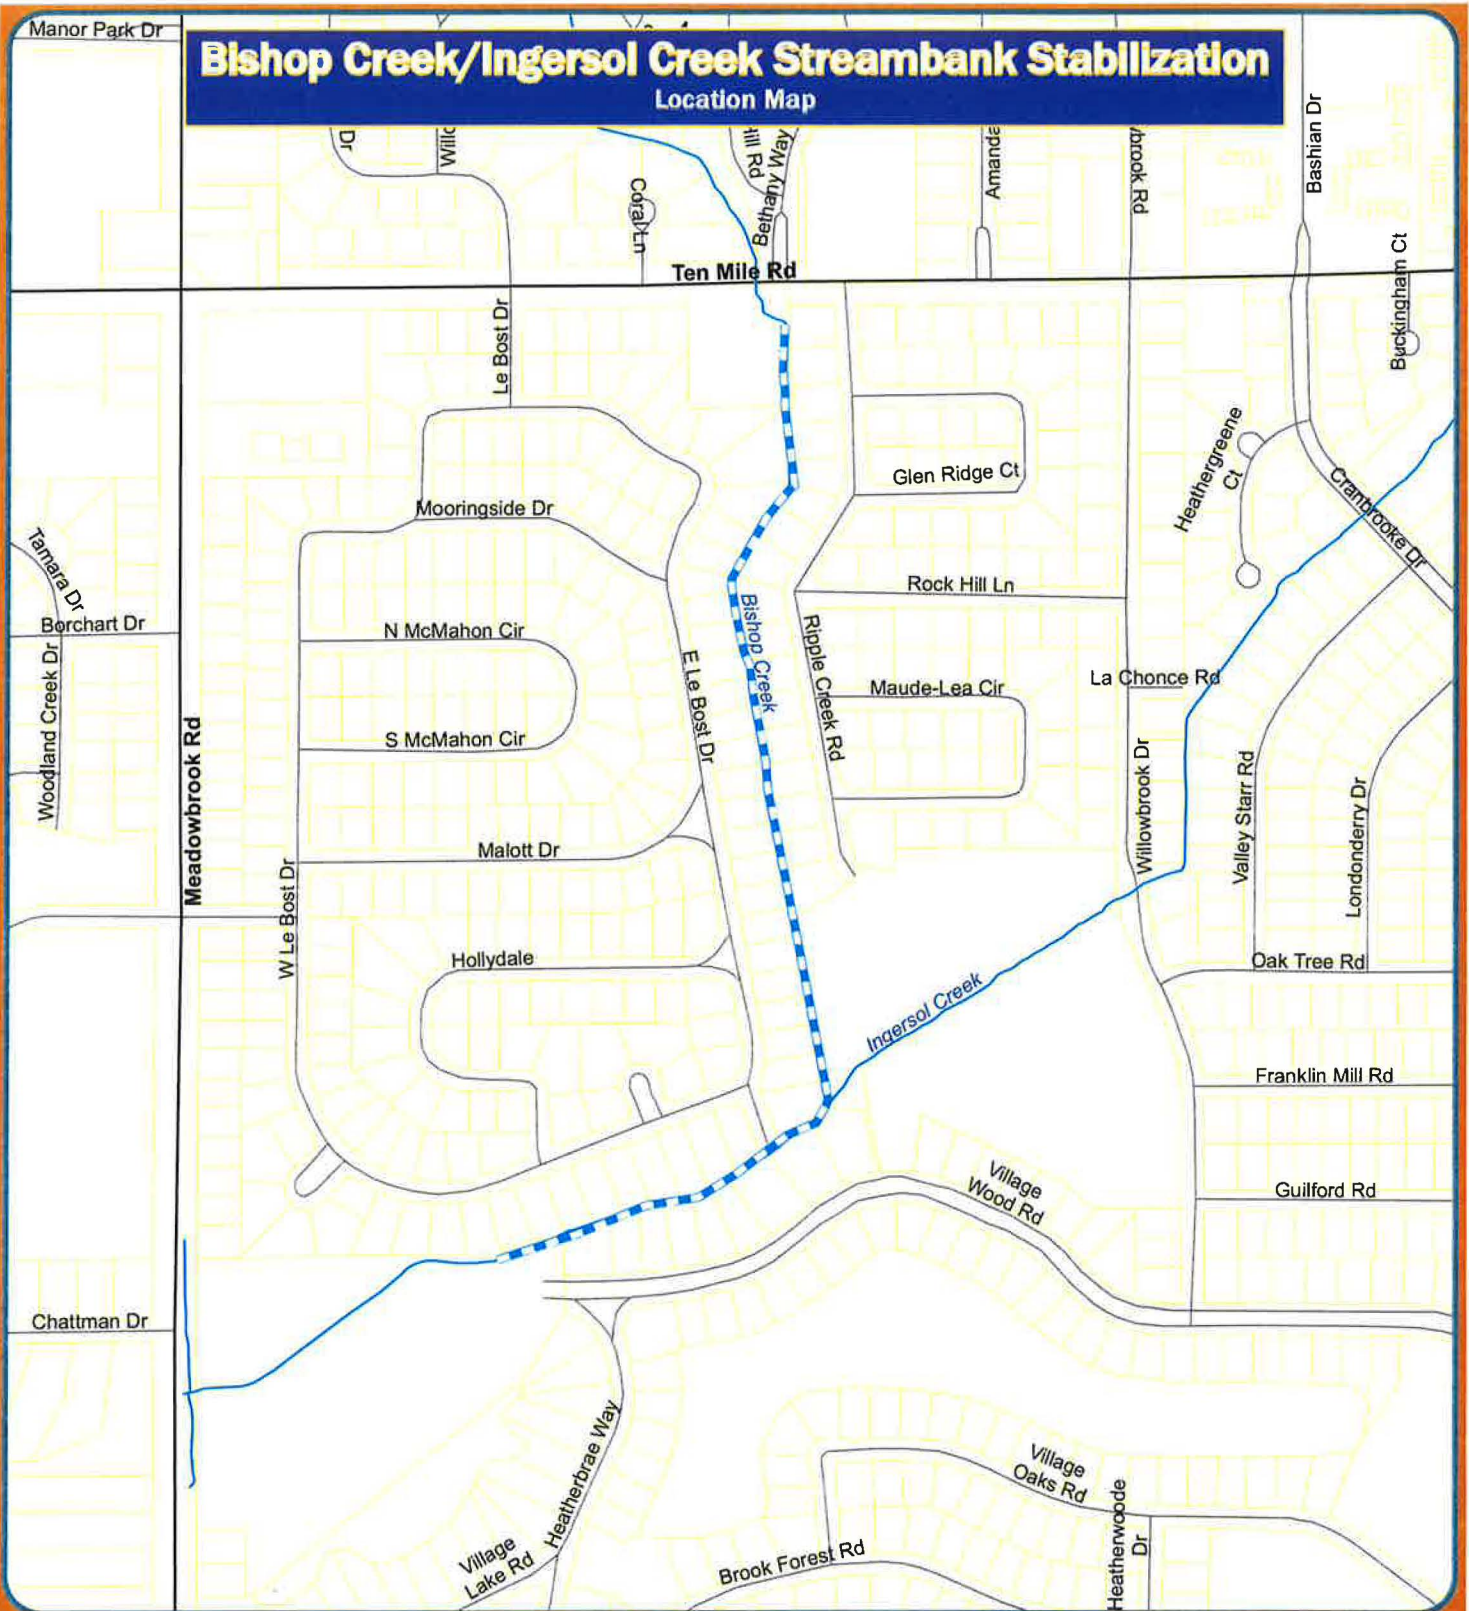 Manor Park Dr
Bishop Creek/Ingersol Creek Streambank Stabilization
Location Map
Dr
Hill Rd
Bethany Way
Coral Ln
Amanda
brook Rd
Bashian Dr
Ten Mile Rd
Buckingham Ct
Le Bost Dr
Heathergreene
Ct
Glen Ridge Ct
Cranbrooke Dr
Mooringside Dr
Tamara Dr
Rock Hill Ln
Borchart Dr
N McMahon Cir
Bishop Creek
Ripple Creek Rd
E Le Bost Dr
La Chonce Rd
Maude-Lea Cir
Woodland Creek Dr
Meadowbrook Rd
S McMahon Cir
Willowbrook Dr
Valley Starr Rd
Londonderry Dr
Malott Dr
W Le Bost Dr
Hollydale
Oak Tree Rd
Ingersol Creek
Franklin Mill Rd
Village
Wood Rd
Guilford Rd
Chattman Dr
Heatherbrae Way
Village
Oaks Rd
Heatherwoode
Dr
Village
Lake Rd
Brook Forest Rd